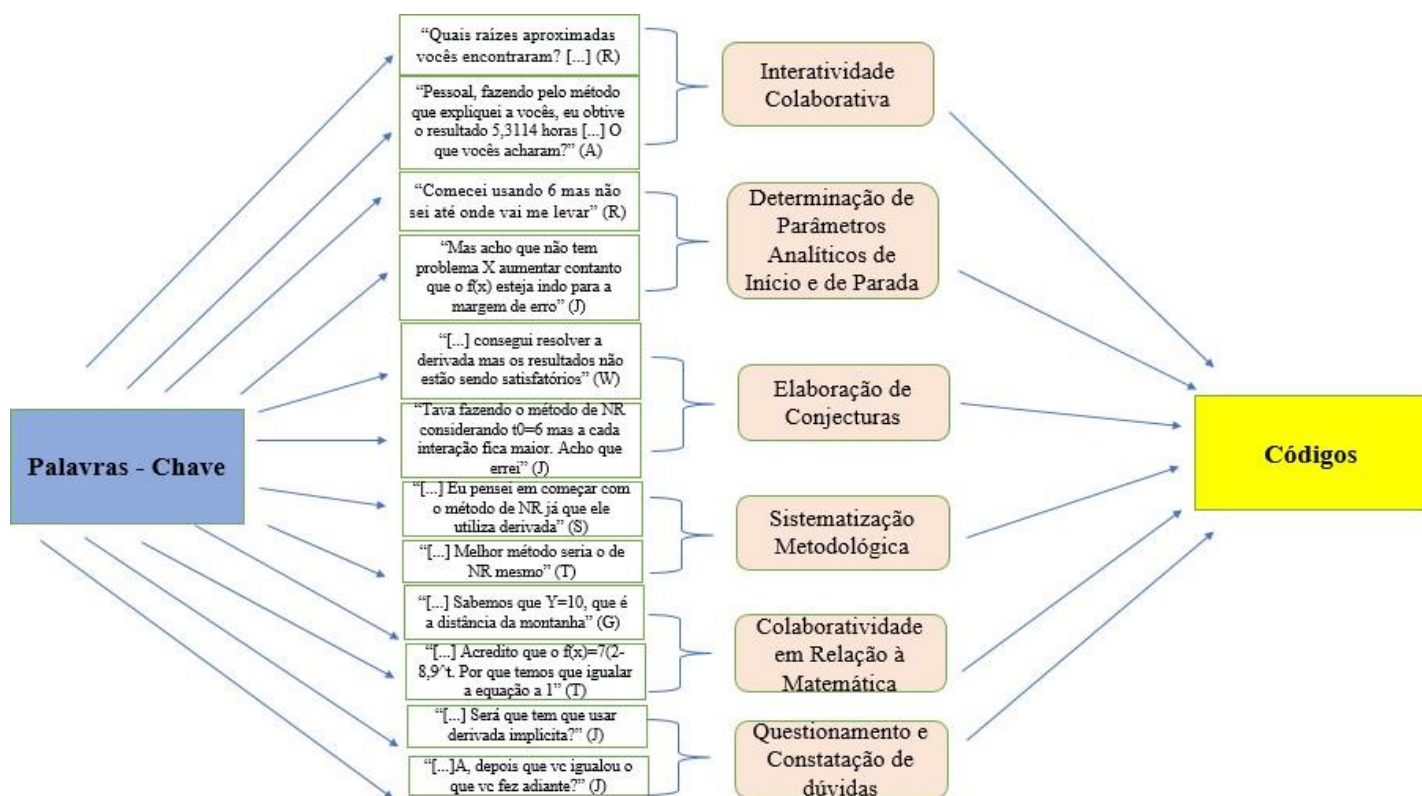 Palavras - Chave
“Quais raízes aproximadas
vocês encontraram? [...] (R)
“Pessoal, fazendo pelo método
que expliquei a vocês, eu obtive
o resultado 5,3114 horas [...] O
que vocês acharam?” (A)
“Comecei usando 6 mas não
sei até onde vai me levar” (R)
“Mas acho que não tem
problema X aumentar contanto
que o f(x) esteja indo para a
margem de erro” (J)
“[...] consegui resolver a
derivada mas os resultados não
estão sendo satisfatórios” (W)
“Tava fazendo o método de NR
considerando t0=6 mas a cada
interação fica maior. Acho que
errei” (J)
“[...] Eu pensei em começar com
o método de NR já que ele
utiliza derivada” (S)
“[...] Melhor método seria o de
NR mesmo” (T)
“[...] Sabemos que Y=10, que é
a distância da montanha” (G)
“[...] Acredito que o f(x)=7(2-
8,9^t. Por que temos que igualar
a equação a 1” (T)
“[...] Será que tem que usar
derivada implícita?” (J)
“[...]A, depois que vc igualou o
que vc fez adiante?” (J)
Interatividade
Colaborativa
Determinação de
Parâmetros
Analíticos de
Início e de Parada
Elaboração de
Conjecturas
Sistematização
Metodológica
Colaboratividade
em Relação à
Matemática
Questionamento e
Constatação de
dúvidas
Códigos